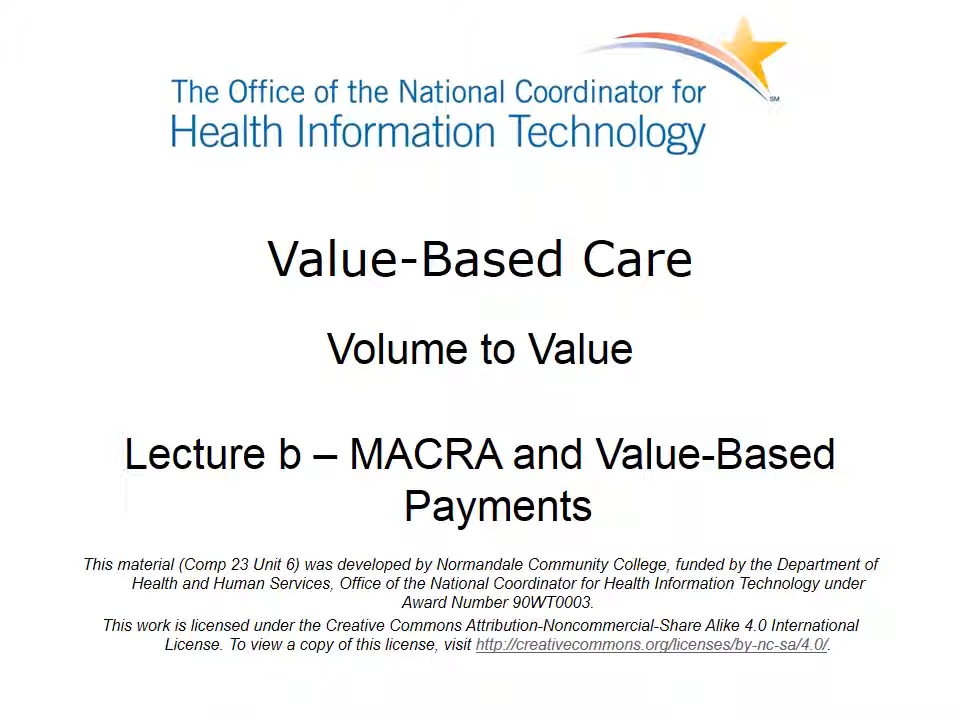 The Office of the National Coordinator for
Health Information Technology
SM
Value-Based Care
Volume to Value
Lecture b – MACRA and Value-Based
Payments
This material (Comp 23 Unit 6) was developed by Normandale Community College, funded by the Department of
Health and Human Services, Office of the National Coordinator for Health Information Technology under
Award Number 90WT0003.
This work is licensed under the Creative Commons Attribution-Noncommercial-Share Alike 4.0 International
License. To view a copy of this license, visit http://creativecommons.org/licenses/by-nc-sa/4.0/.